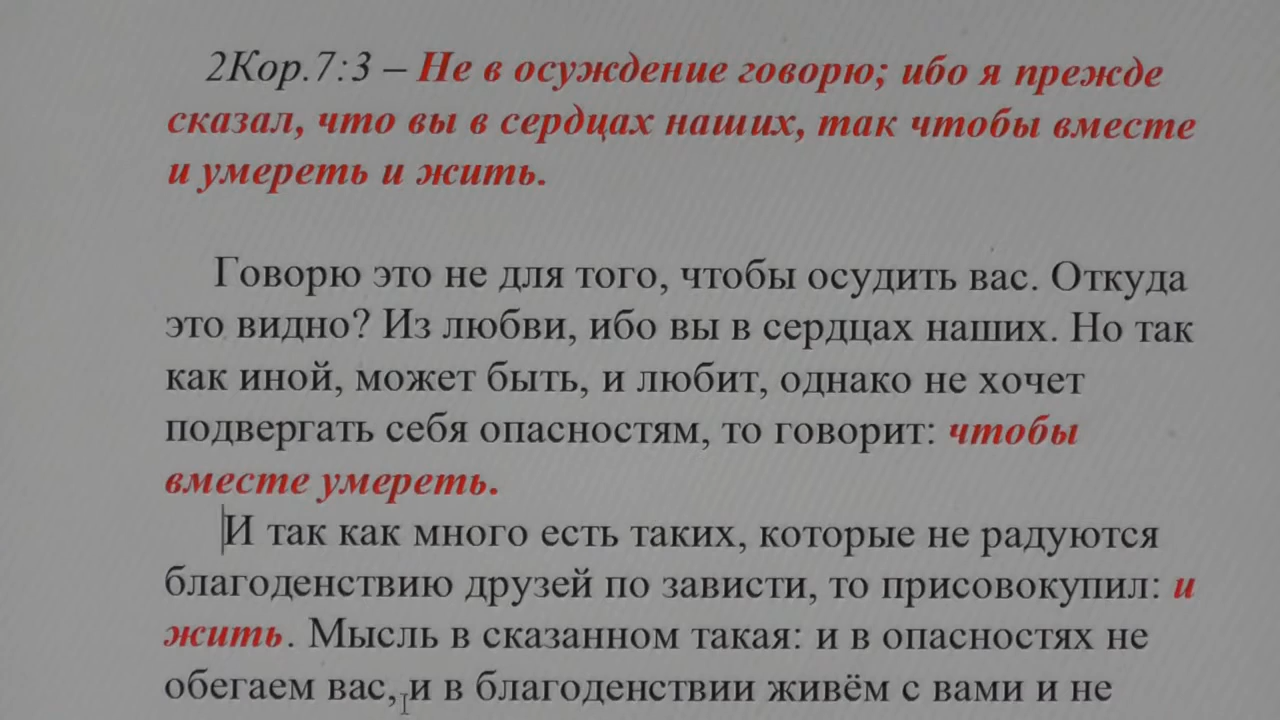 2Кор.7:3 – Не в осуждение говорю; ибо я прежде
сказал, что вы в сердцах наших, так чтобы вместе
и умереть и жить.
Говорю это не для того, чтобы осудить вас. Откуда
это видно? Из любви, ибо вы в сердцах наших. Но так
как иной, может быть, и любит, однако не хочет
подвергать себя опасностям, то говорит: чтобы
вместе умереть.
И так как много есть таких, которые не радуются
благоденствию друзей по зависти, то присовокупил: и
жить. Мысль в сказанном такая: и в опасностях не
обегаем вас, и в благоденствии живём с вами и не